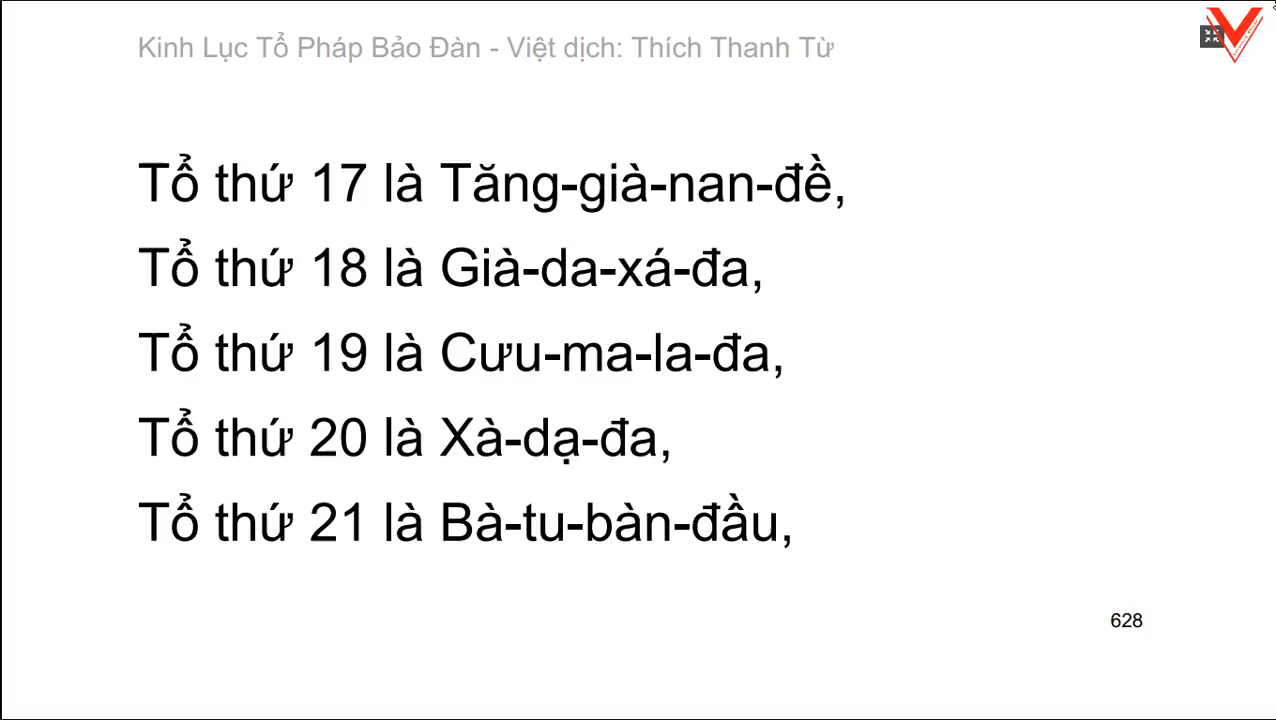 Kinh Lục Tổ Pháp Bảo Đàn - Việt dịch: Thích Thanh Từ
Tổ thứ 17 là Tăng-già-nan-đề,
Tổ thứ 18 là Già-da-xá-đa,
Tổ thứ 19 là Cưu-ma-la-đa,
Tổ thứ 20 là Xà-dạ-đa,
Tổ thứ 21 là Bà-tu-bàn-đầu,
628